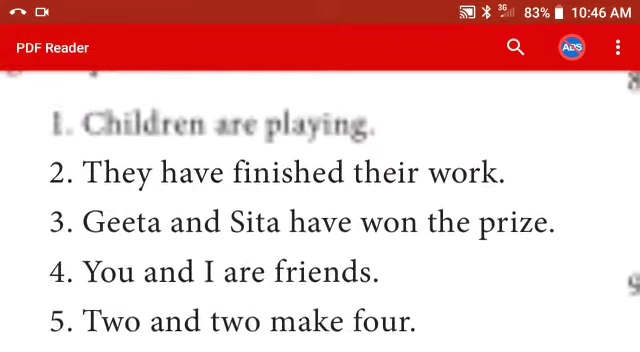 3G 83% 10:46 AM
PDF Reader
ADS
1. Children are playing.
2. They have finished their work.
3. Geeta and Sita have won the prize.
4. You and I are friends.
5. Two and two make four.